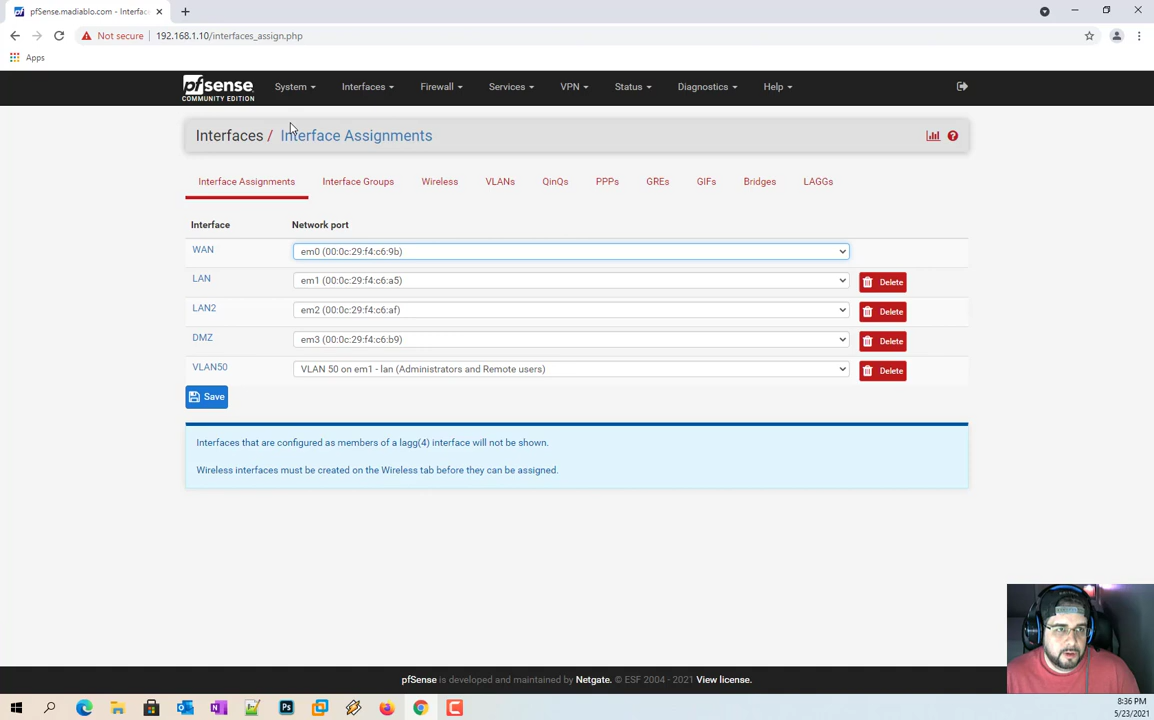 pfSense.madiablo.com - Interfac
Not secure
192.168.1.10/interfaces_assign.php
Apps
pfsense
COMMUNITY EDITION
System
Interfaces
Firewall
Services
VPN
Status
Diagnostics
Help
Interfaces / Interface Assignments
Interface Assignments
Interface Groups
Wireless
VLANs
QinQs
PPPs
GREs
GIFs
Bridges
LAGGs
Interface
Network port
WAN
em0 (00:0c:29:f4:c6:9b)
LAN
em1 (00:0c:29:f4:c6:a5)
Delete
LAN2
em2 (00:0c:29:f4:c6:af)
Delete
DMZ
em3 (00:0c:29:f4:c6:b9)
Delete
VLAN50
VLAN 50 on em1 - lan (Administrators and Remote users)
Delete
Save
Interfaces that are configured as members of a lagg(4) interface will not be shown.
Wireless interfaces must be created on the Wireless tab before they can be assigned.
pfSense is developed and maintained by Netgate. © ESF 2004 - 2021 View license.
8:36 PM
5/23/2021